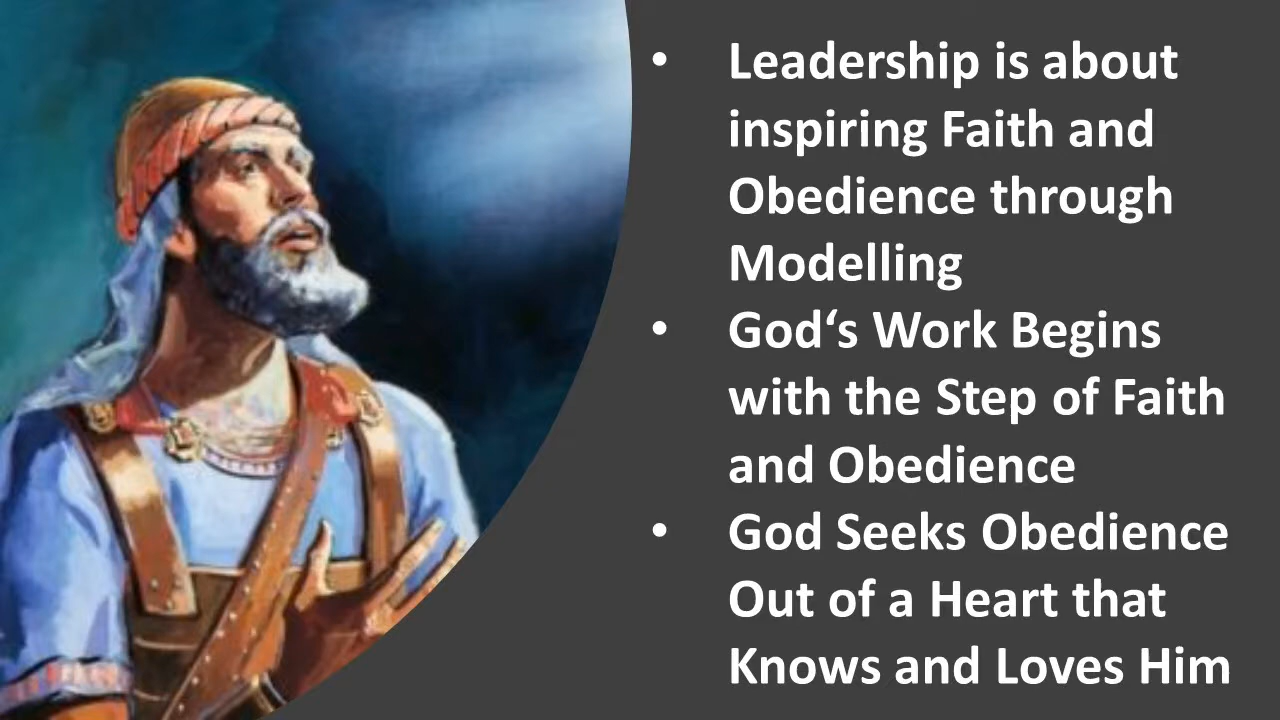 • Leadership is about
inspiring Faith and
Obedience through
Modelling
• God‘s Work Begins
with the Step of Faith
and Obedience
• God Seeks Obedience
Out of a Heart that
Knows and Loves Him